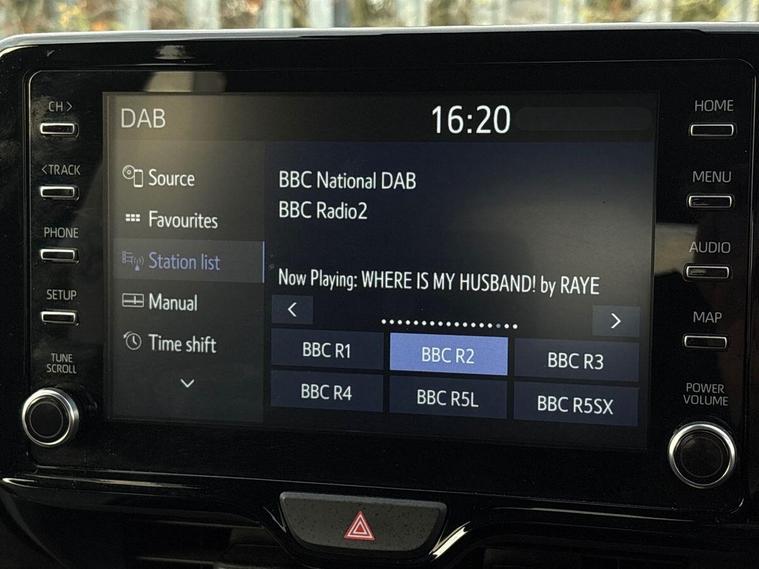 CH >
< TRACK
PHONE
SETUP
TUNE
SCROLL
DAB
16:20
Source
Favourites
Station list
Manual
Time shift
BBC National DAB
BBC Radio2
Now Playing: WHERE IS MY HUSBAND! by RAYE
BBC R1 BBC R2 BBC R3
BBC R4 BBC R5L BBC R5SX
HOME
MENU
AUDIO
MAP
POWER
VOLUME